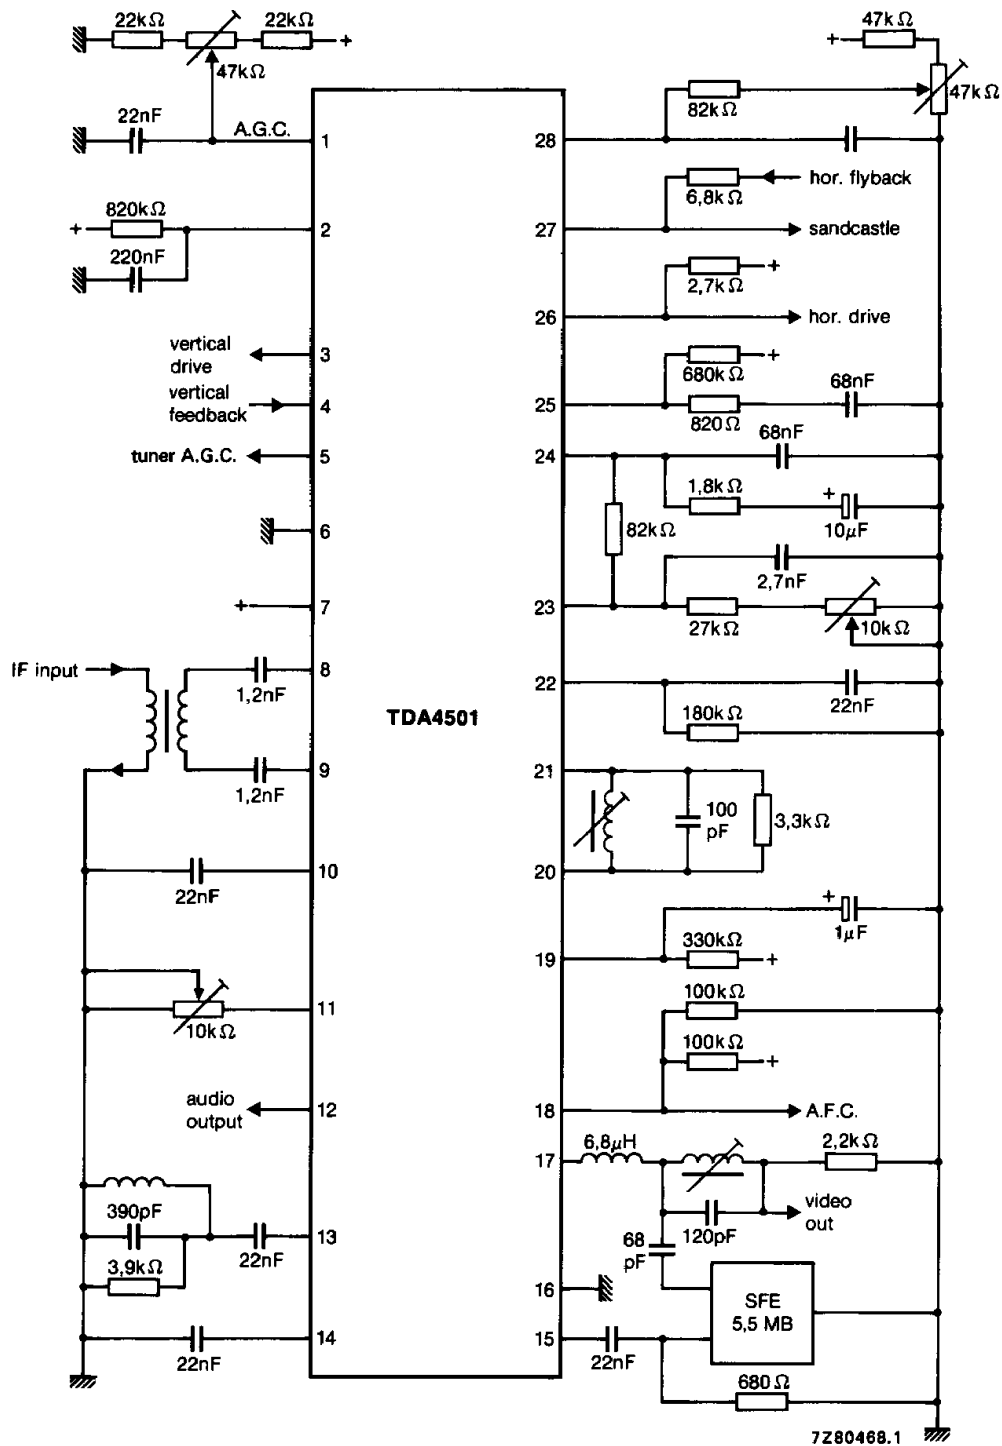 22kΩ
22kΩ
+
47kΩ
22nF
A.G.C.
1
820kΩ
+
2
220nF
vertical
drive
3
vertical
feedback
4
tuner A.G.C.
5
6
+
7
IF input
8
1,2nF
9
1,2nF
10
22nF
11
10kΩ
audio
output
12
390pF
13
22nF
3,9kΩ
14
22nF
TDA4501
47kΩ
+
47kΩ
82kΩ
28
hor. flyback
6,8kΩ
27
sandcastle
+
2,7kΩ
26
hor. drive
+
680kΩ
68nF
25
820Ω
68nF
24
1,8kΩ
+
10μF
82kΩ
2,7nF
23
27kΩ
10kΩ
22
22nF
180kΩ
21
100
pF
3,3kΩ
20
+
1μF
330kΩ
19
+
100kΩ
100kΩ
+
18
A.F.C.
6,8μH
2,2kΩ
17
video
out
120pF
68
pF
16
SFE
5,5 MB
15
22nF
680Ω
7Z80468.1